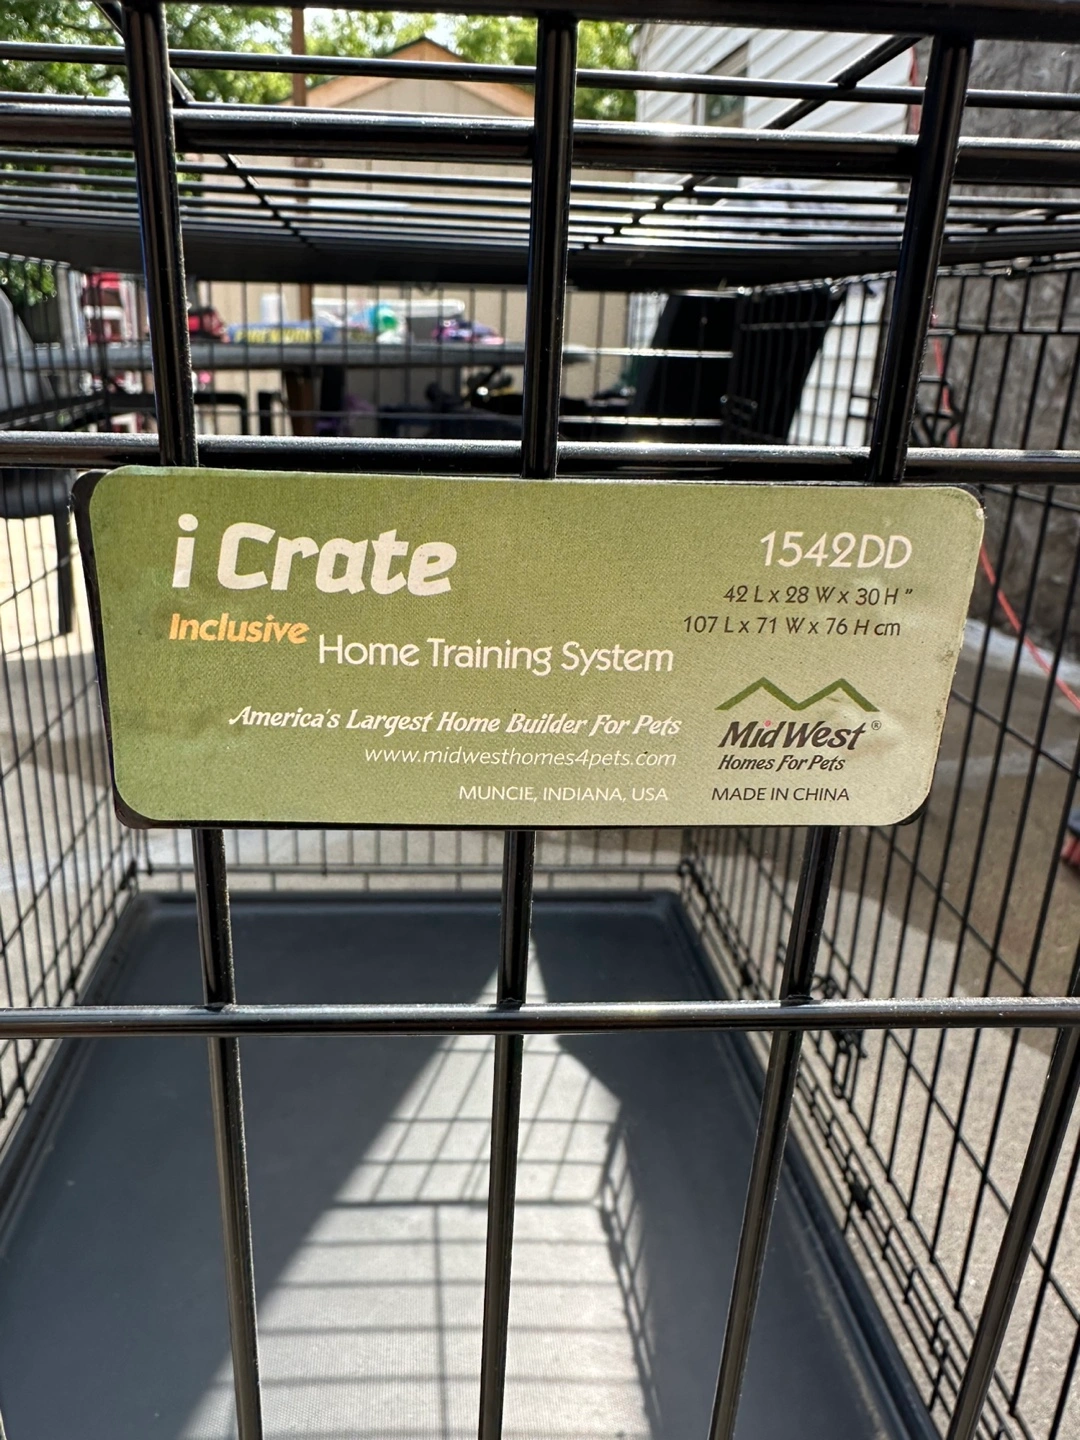 i Crate
Inclusive
Home Training System
America's Largest Home Builder For Pets
www.midwesthomes4pets.com
MUNCIE, INDIANA, USA
1542DD
42 L x 28 W x 30 H "
107 L x 71 W x 76 H cm
MidWest®
Homes For Pets
MADE IN CHINA